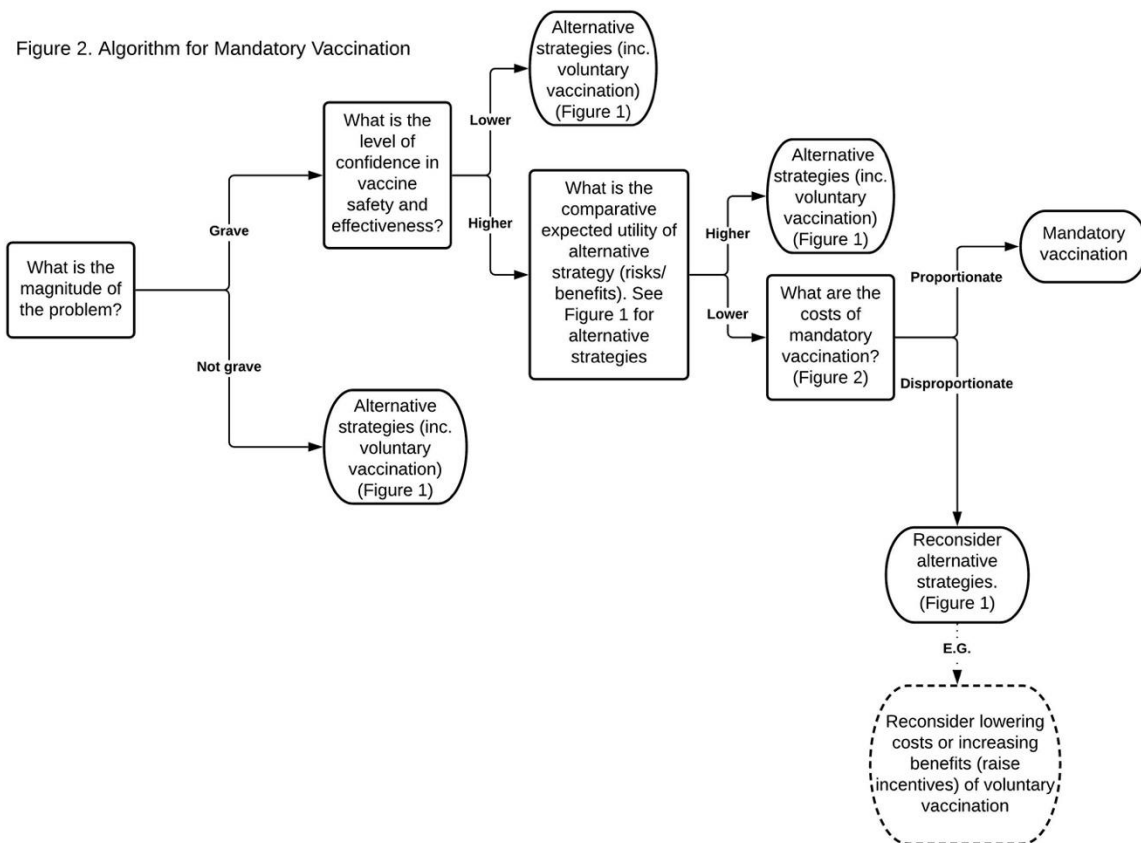 Figure 2. Algorithm for Mandatory Vaccination
What is the
magnitude of
the problem?
Grave
Not grave
What is the
level of
confidence in
vaccine
safety and
effectiveness?
Alternative
strategies (inc.
voluntary
vaccination)
(Figure 1)
Lower
Higher
Alternative
strategies (inc.
voluntary
vaccination)
(Figure 1)
What is the
comparative
expected utility of
alternative
strategy (risks/
benefits). See
Figure 1 for
alternative
strategies
Higher
Lower
Alternative
strategies (inc.
voluntary
vaccination)
(Figure 1)
What are the
costs of
mandatory
vaccination?
(Figure 2)
Proportionate
Disproportionate
Mandatory
vaccination
Reconsider
alternative
strategies.
(Figure 1)
E.G.
Reconsider lowering
costs or increasing
benefits (raise
incentives) of voluntary
vaccination